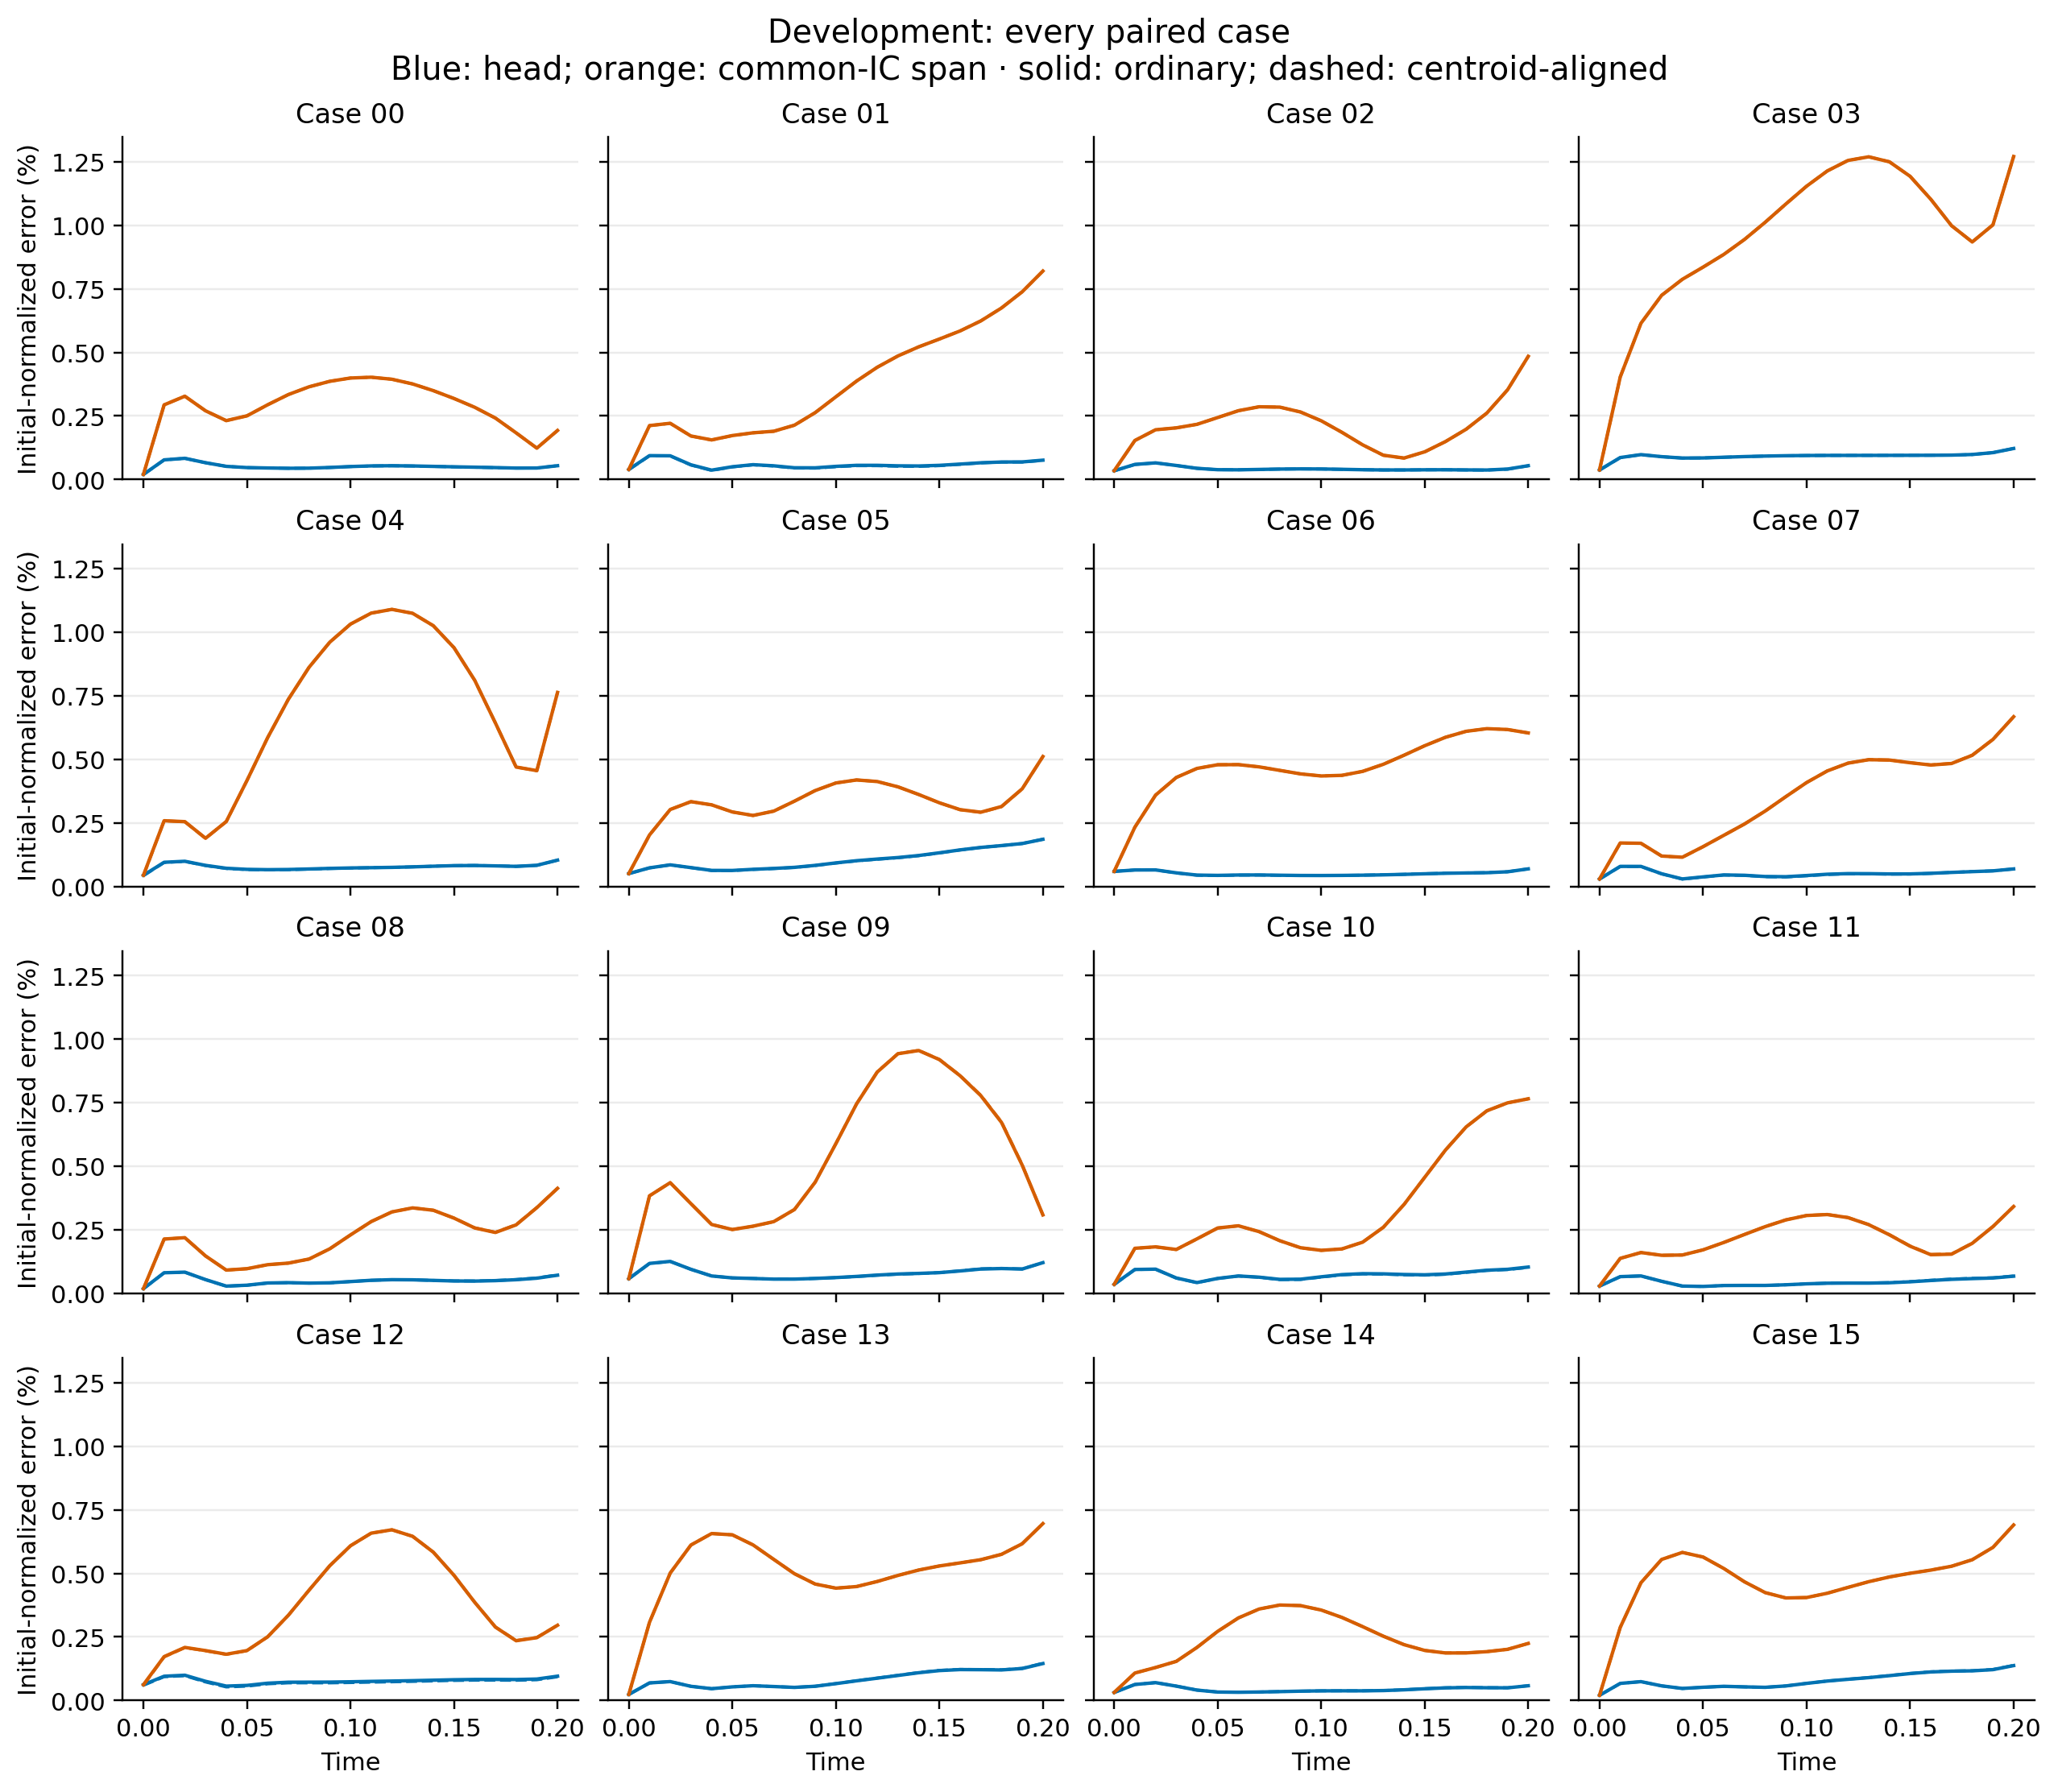 Development: every paired case
Blue: head; orange: common-IC span · solid: ordinary; dashed: centroid-aligned
Case 00
Case 01
Case 02
Case 03
Initial-normalized error (%)
1.25
1.00
0.75
0.50
0.25
0.00
Case 04
Case 05
Case 06
Case 07
Initial-normalized error (%)
1.25
1.00
0.75
0.50
0.25
0.00
Case 08
Case 09
Case 10
Case 11
Initial-normalized error (%)
1.25
1.00
0.75
0.50
0.25
0.00
Case 12
Case 13
Case 14
Case 15
Initial-normalized error (%)
1.25
1.00
0.75
0.50
0.25
0.00
0.00 0.05 0.10 0.15 0.20
0.00 0.05 0.10 0.15 0.20
0.00 0.05 0.10 0.15 0.20
0.00 0.05 0.10 0.15 0.20
Time
Time
Time
Time